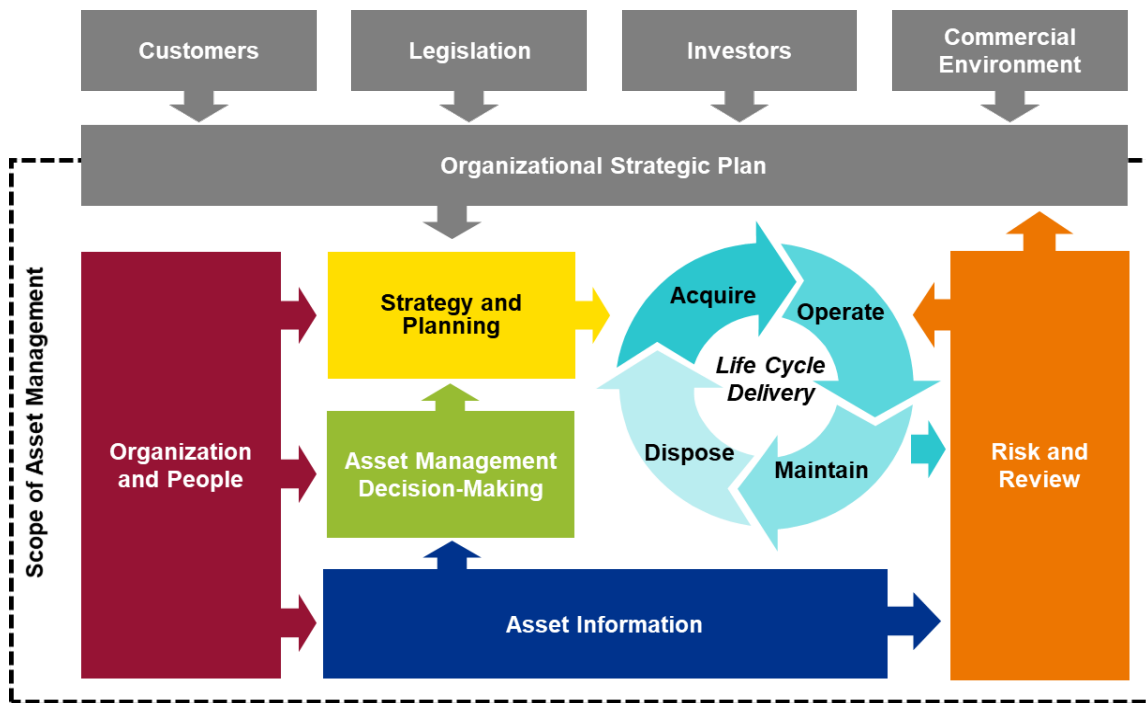 Customers
Legislation
Investors
Commercial
Environment
Organizational Strategic Plan
Scope of Asset Management
Organization
and People
Strategy and
Planning
Asset Management
Decision-Making
Acquire
Operate
Life Cycle
Delivery
Dispose
Maintain
Risk and
Review
Asset Information